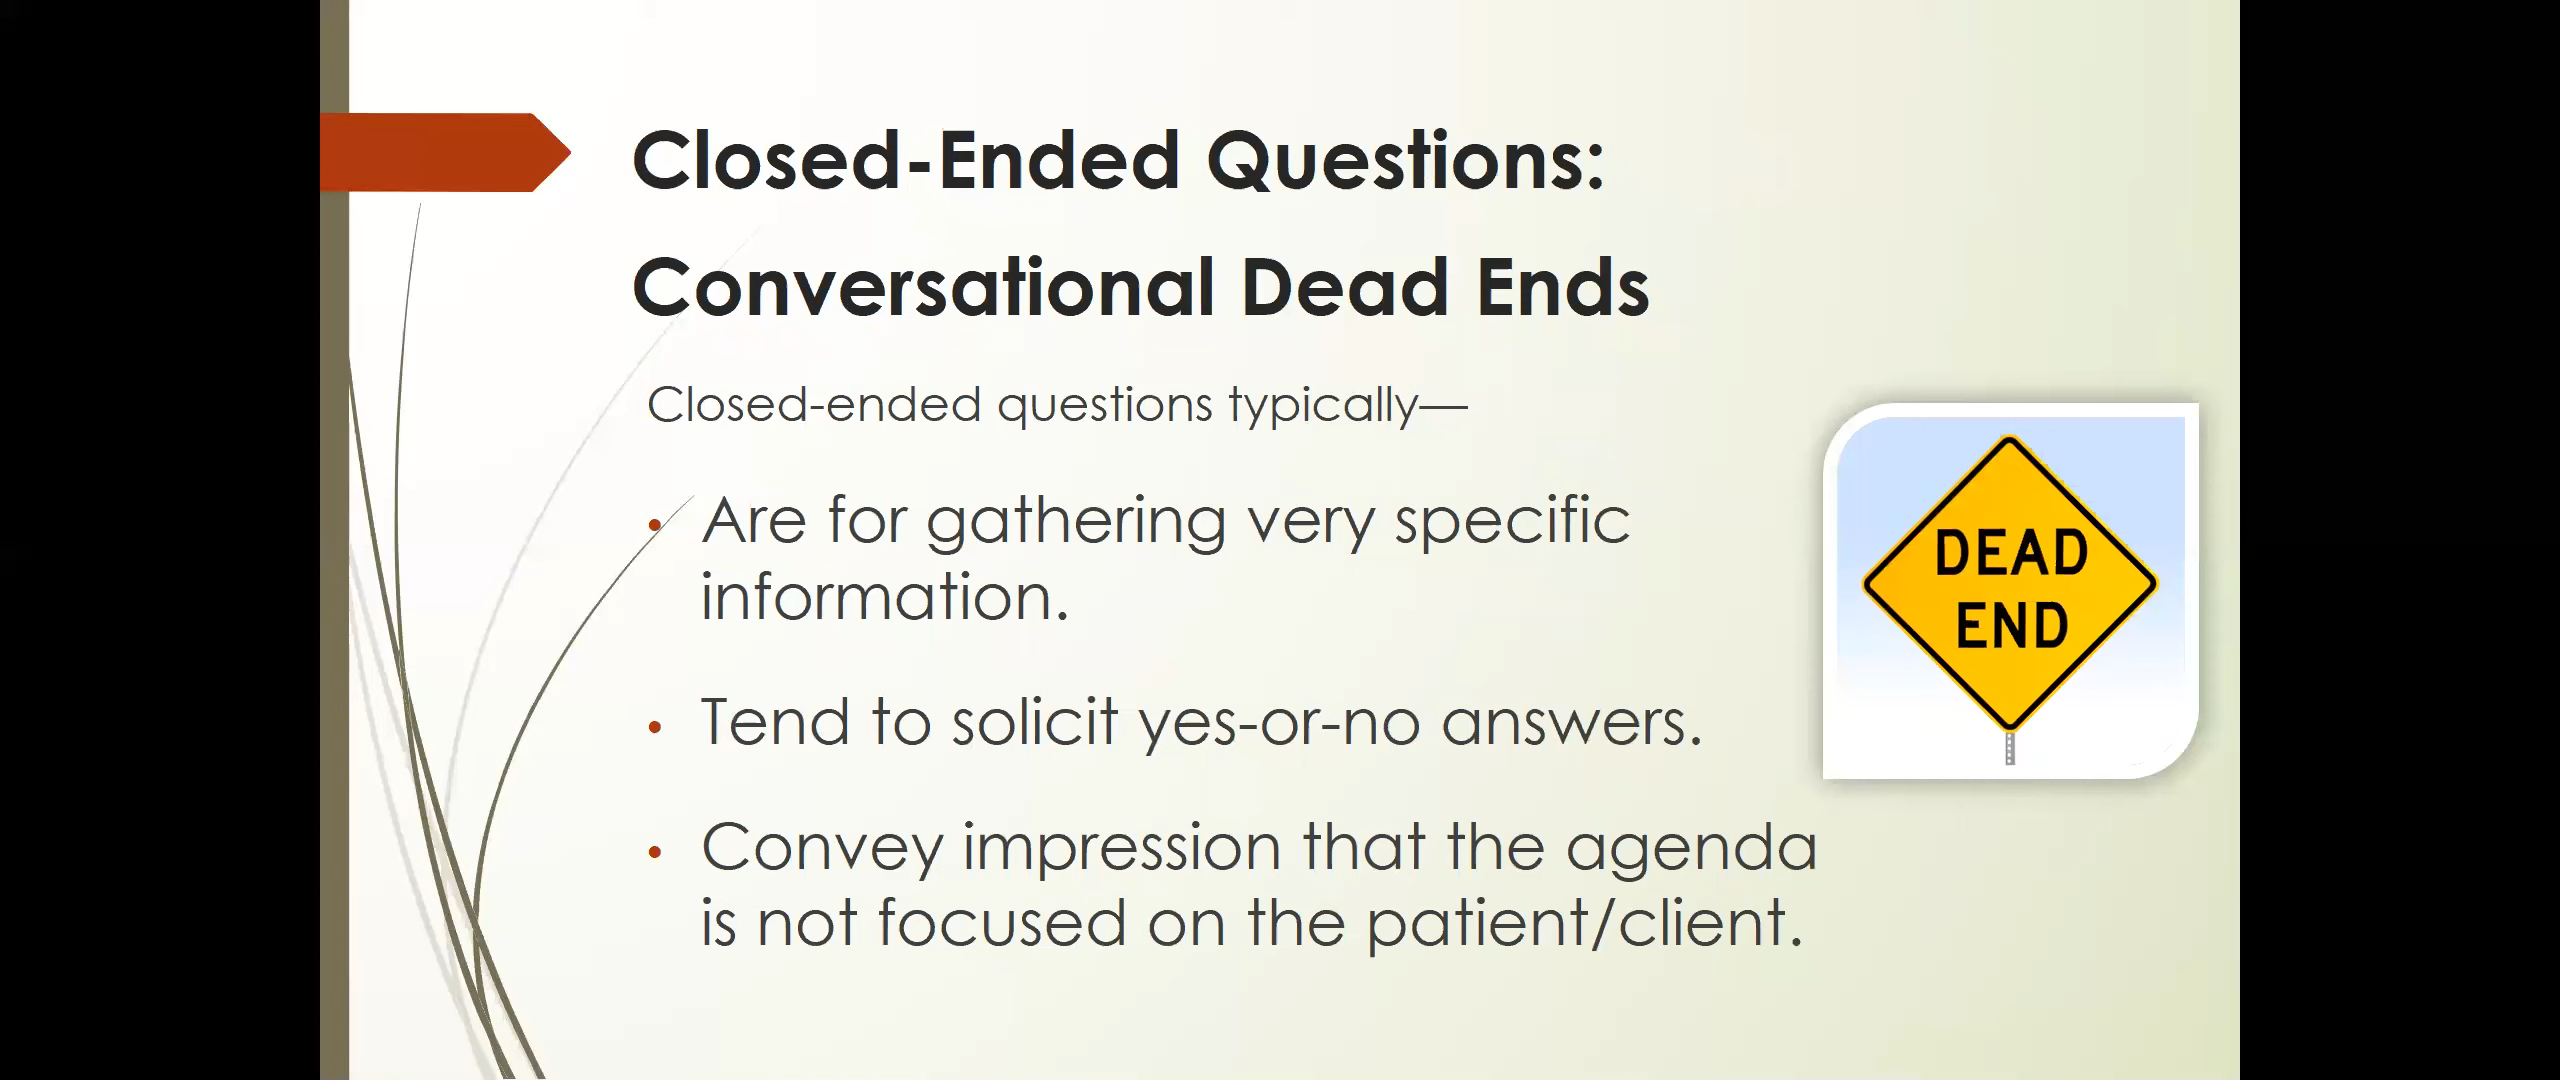 Closed-Ended Questions:
Conversational Dead Ends
Closed-ended questions typically—
• Are for gathering very specific
information.
• Tend to solicit yes-or-no answers.
• Convey impression that the agenda
is not focused on the patient/client.
DEAD
END